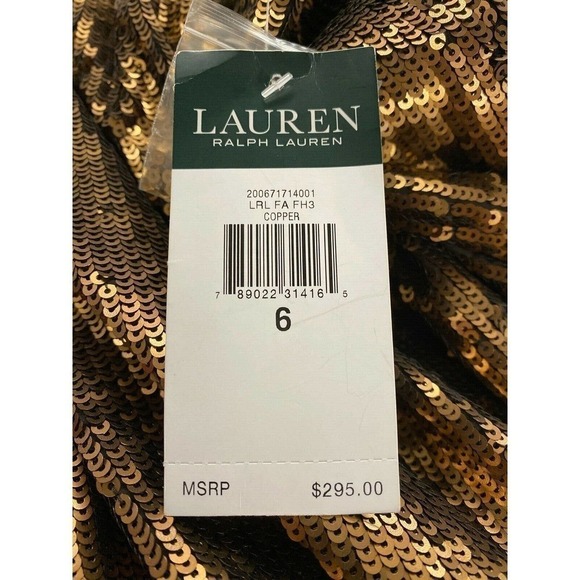 LAUREN
RALPH LAUREN
200671714001
LRL FA FH3
COPPER
7 89022 31416 5
6
MSRP $295.00